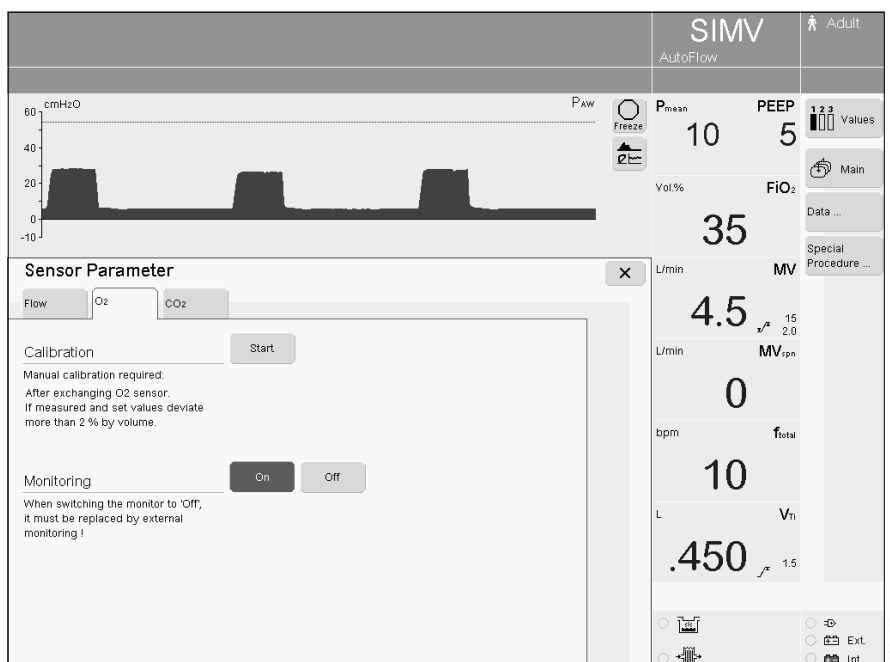 SIMV
AutoFlow
Adult
cmH2O
PAW
60
40
20
0
-10
Freeze
Pmean PEEP
10 5
Vol.% FiO2
35
L/min MV
4.5 15
2.0
L/min MVspn
0
bpm ftotal
10
L VTi
.450 1.5
1 2 3
Values
Main
Data ...
Special
Procedure ...
Sensor Parameter
Flow O2 CO2
Calibration Start
Manual calibration required:
After exchanging O2 sensor.
If measured and set values deviate
more than 2 % by volume.
Monitoring On Off
When switching the monitor to 'Off',
it must be replaced by external
monitoring !
Ext.
Int.